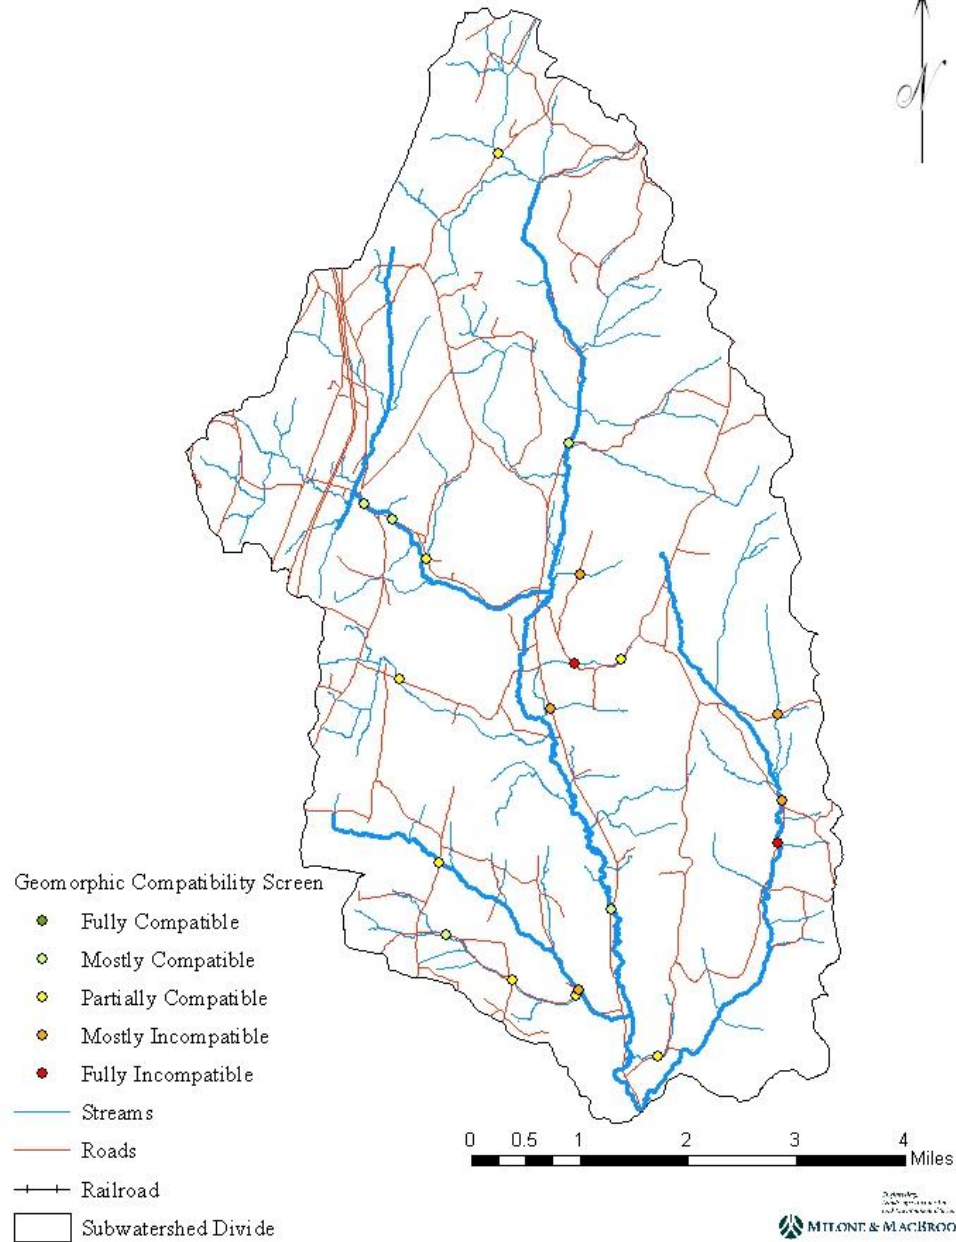 N
Geomorphic Compatibility Screen
Fully Compatible
Mostly Compatible
Partially Compatible
Mostly Incompatible
Fully Incompatible
Streams
Roads
Railroad
Subwatershed Divide
0 0.5 1 2 3 4
Miles
MILONE & MACBROO